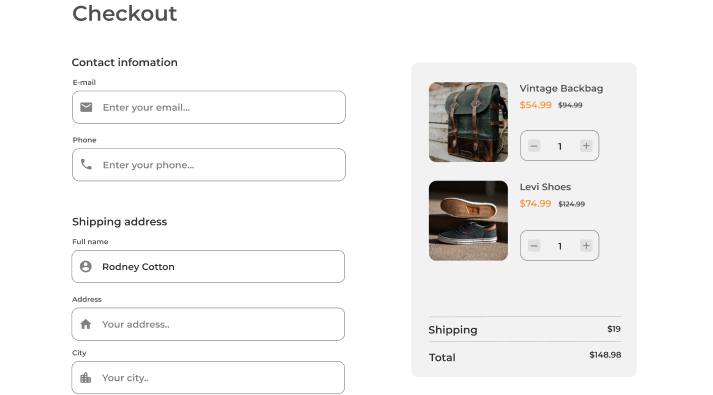 Checkout
Contact infomation
E-mail
Enter your email...
Phone
Enter your phone...
Shipping address
Full name
Rodney Cotton
Address
Your address..
City
Your city..
Vintage Backbag
$54.99 $94.99
− 1 +
Levi Shoes
$74.99 $124.99
− 1 +
Shipping $19
Total $148.98